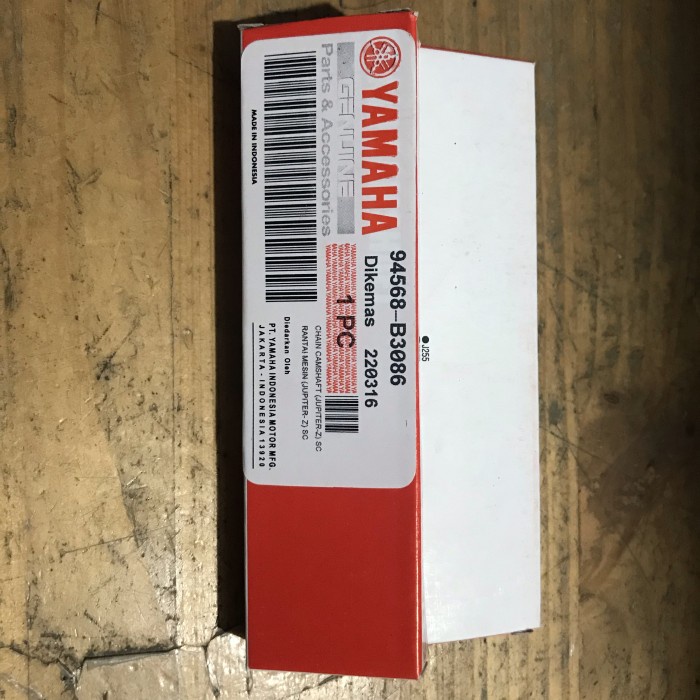 YAMAHA
GENUINE
Parts & Accessories
MADE IN INDONESIA
94568-B3086
Dikemas 220316
1 PC
CHAIN CAMSHAFT (JUPITER-Z) SC
RANTAI MESIN (JUPITER-Z) SC
Diedarkan Oleh
PT. YAMAHA INDONESIA MOTOR MFG.
JAKARTA - INDONESIA 13920
J255